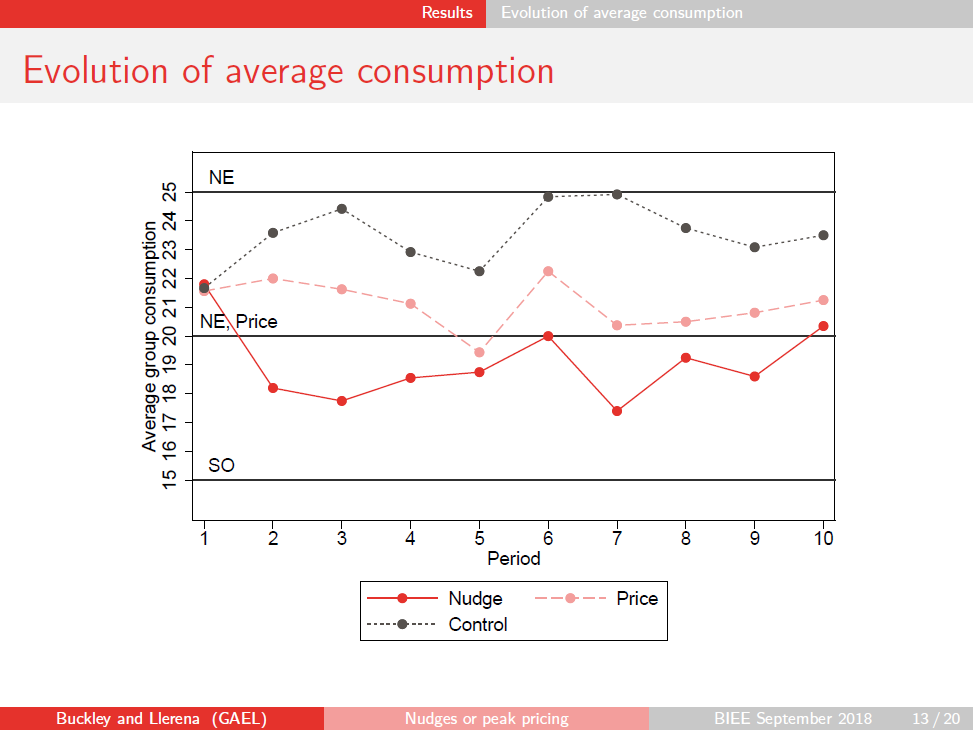 Results Evolution of average consumption
Evolution of average consumption
NE
NE, Price
SO
Average group consumption
15 16 17 18 19 20 21 22 23 24 25
1 2 3 4 5 6 7 8 9 10
Period
Nudge Price
Control
Buckley and Llerena (GAEL) Nudges or peak pricing BIEE September 2018 13 / 20